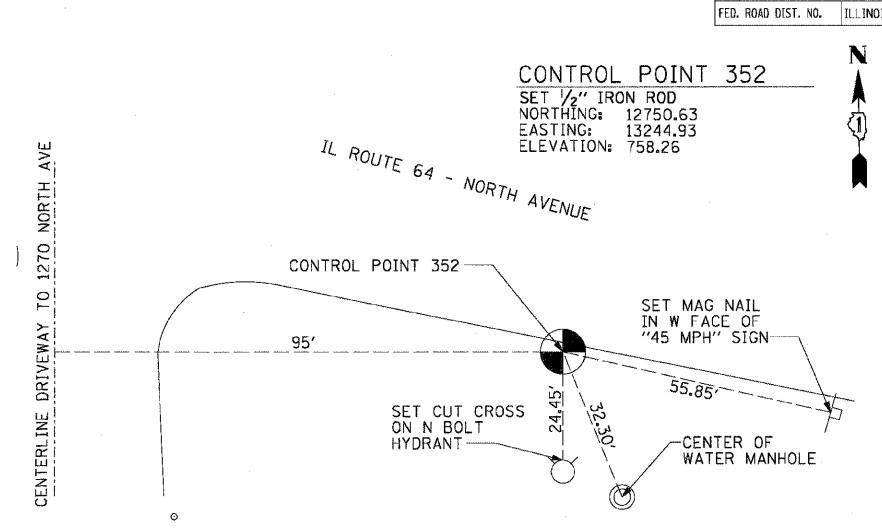 FED. ROAD DIST. NO. ILLINOI
N
1
CONTROL POINT 352
SET 1/2" IRON ROD
NORTHING: 12750.63
EASTING: 13244.93
ELEVATION: 758.26
CENTERLINE DRIVEWAY TO 1270 NORTH AVE
IL ROUTE 64 - NORTH AVENUE
CONTROL POINT 352
SET MAG NAIL
IN W FACE OF
"45 MPH" SIGN
95'
55.85'
24.45'
32.30'
SET CUT CROSS
ON N BOLT
HYDRANT
CENTER OF
WATER MANHOLE